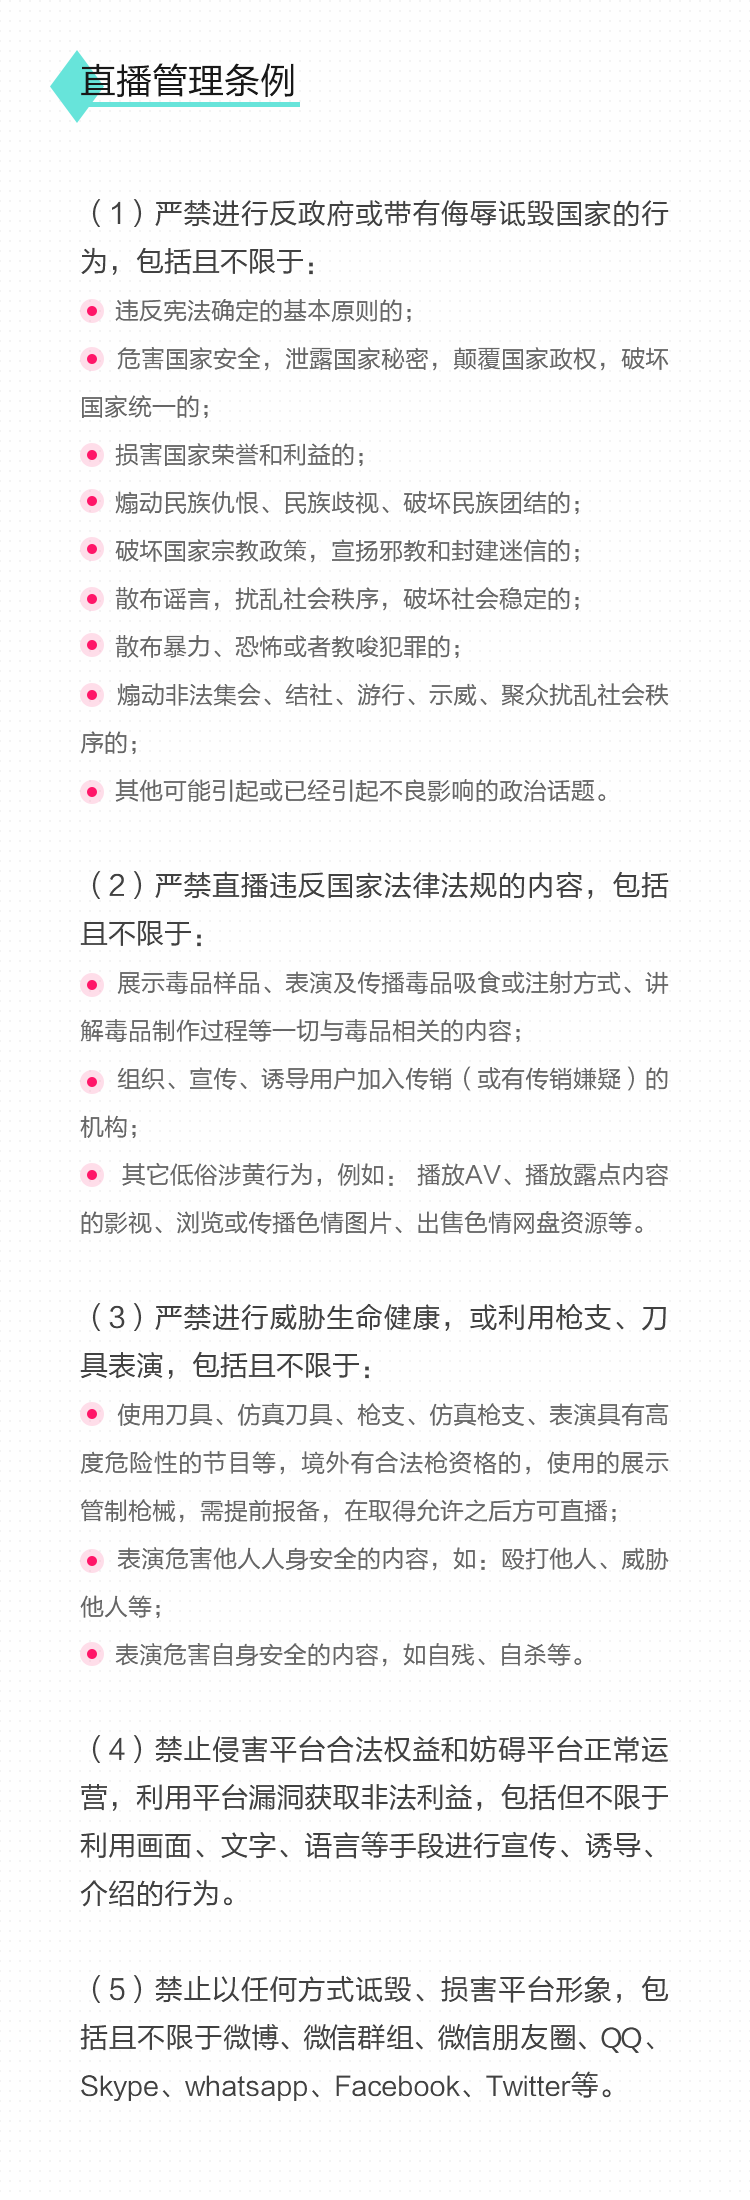 直播管理条例
（1）严禁进行反政府或带有侮辱诋毁国家的行
为，包括且不限于：
违反宪法确定的基本原则的；
危害国家安全，泄露国家秘密，颠覆国家政权，破坏
国家统一的；
损害国家荣誉和利益的；
煽动民族仇恨、民族歧视、破坏民族团结的；
破坏国家宗教政策，宣扬邪教和封建迷信的；
散布谣言，扰乱社会秩序，破坏社会稳定的；
散布暴力、恐怖或者教唆犯罪的；
煽动非法集会、结社、游行、示威、聚众扰乱社会秩
序的；
其他可能引起或已经引起不良影响的政治话题。
（2）严禁直播违反国家法律法规的内容，包括
且不限于：
展示毒品样品、表演及传播毒品吸食或注射方式、讲
解毒品制作过程等一切与毒品相关的内容；
组织、宣传、诱导用户加入传销（或有传销嫌疑）的
机构；
其它低俗涉黄行为，例如： 播放AV、播放露点内容
的影视、浏览或传播色情图片、出售色情网盘资源等。
（3）严禁进行威胁生命健康，或利用枪支、刀
具表演，包括且不限于：
使用刀具、仿真刀具、枪支、仿真枪支、表演具有高
度危险性的节目等，境外有合法枪资格的，使用的展示
管制枪械，需提前报备，在取得允许之后方可直播；
表演危害他人人身安全的内容，如：殴打他人、威胁
他人等；
表演危害自身安全的内容，如自残、自杀等。
（4）禁止侵害平台合法权益和妨碍平台正常运
营，利用平台漏洞获取非法利益，包括但不限于
利用画面、文字、语言等手段进行宣传、诱导、
介绍的行为。
（5）禁止以任何方式诋毁、损害平台形象，包
括且不限于微博、微信群组、微信朋友圈、QQ、
Skype、whatsapp、Facebook、Twitter等。